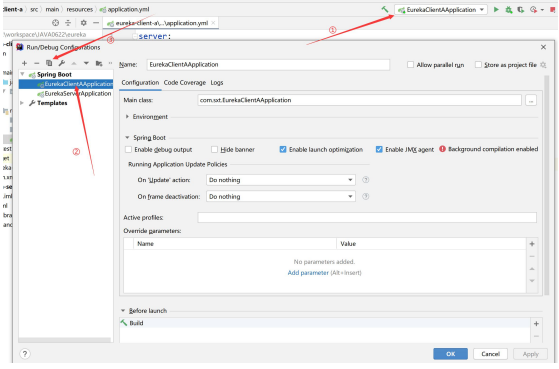 client-a › src › main › resources › application.yml
EurekaClientAApplication
eureka-client-a\...\application.yml
\workspace\JAVA0622\eureka
server:
①
③
②
Run/Debug Configurations
Name: EurekaClientAApplication
Allow parallel run
Store as project file
Spring Boot
EurekaClientAApplication
EurekaServerApplication
Templates
Configuration Code Coverage Logs
Main class: com.sxt.EurekaClientAApplication ...
Environment
Spring Boot
Enable debug output
Hide banner
Enable launch optimization
Enable JMX agent
Background compilation enabled
Running Application Update Policies
On 'Update' action: Do nothing
On frame deactivation: Do nothing
Active profiles:
Override parameters:
Name Value
No parameters added.
Add parameter (Alt+Insert)
Before launch
Build
OK Cancel Apply